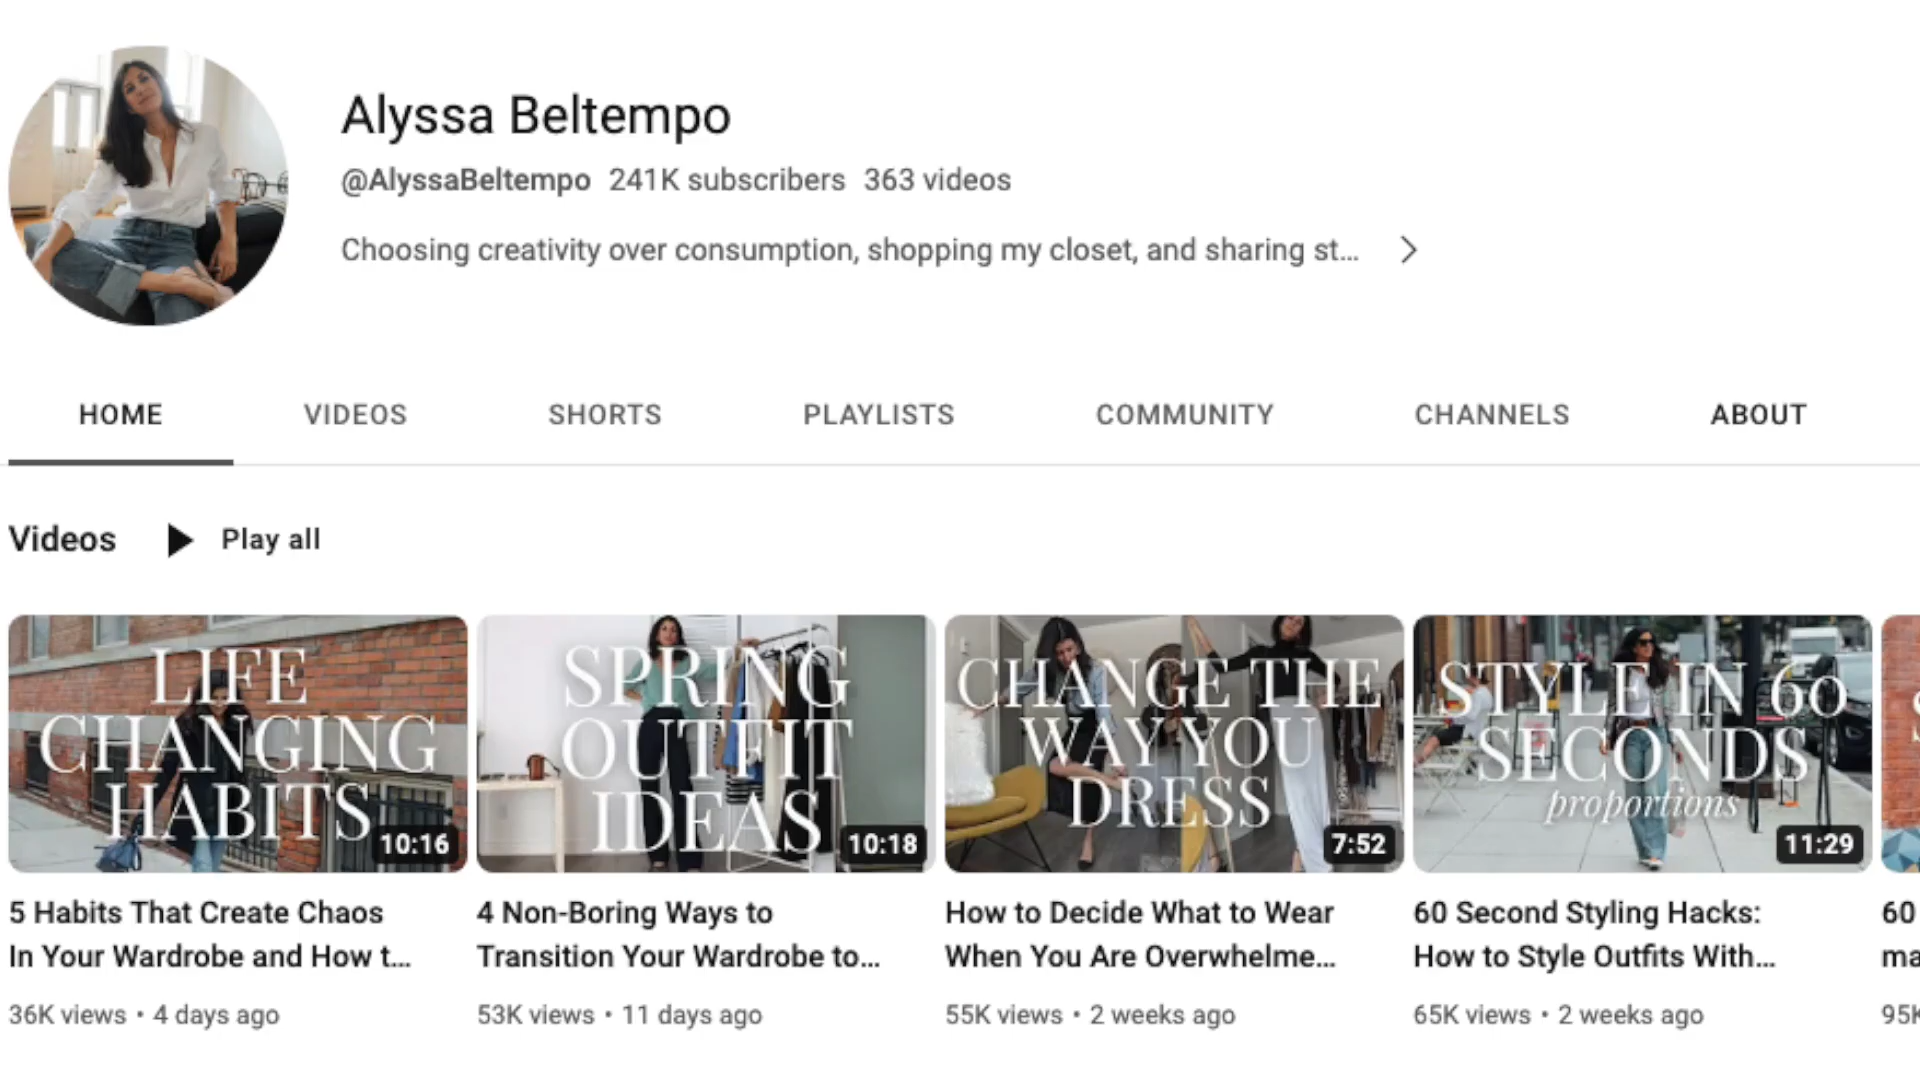 Alyssa Beltempo
@AlyssaBeltempo 241K subscribers 363 videos
Choosing creativity over consumption, shopping my closet, and sharing st...
HOME VIDEOS SHORTS PLAYLISTS COMMUNITY CHANNELS ABOUT
Videos Play all
LIFE
CHANGING
HABITS
10:16
SPRING
OUTFIT
IDEAS
10:18
CHANGE THE
WAY YOU
DRESS
7:52
STYLE IN 60
SECONDS
proportions
11:29
5 Habits That Create Chaos
In Your Wardrobe and How t...
36K views • 4 days ago
4 Non-Boring Ways to
Transition Your Wardrobe to...
53K views • 11 days ago
How to Decide What to Wear
When You Are Overwhelme...
55K views • 2 weeks ago
60 Second Styling Hacks:
How to Style Outfits With...
65K views • 2 weeks ago
60
ma
95K